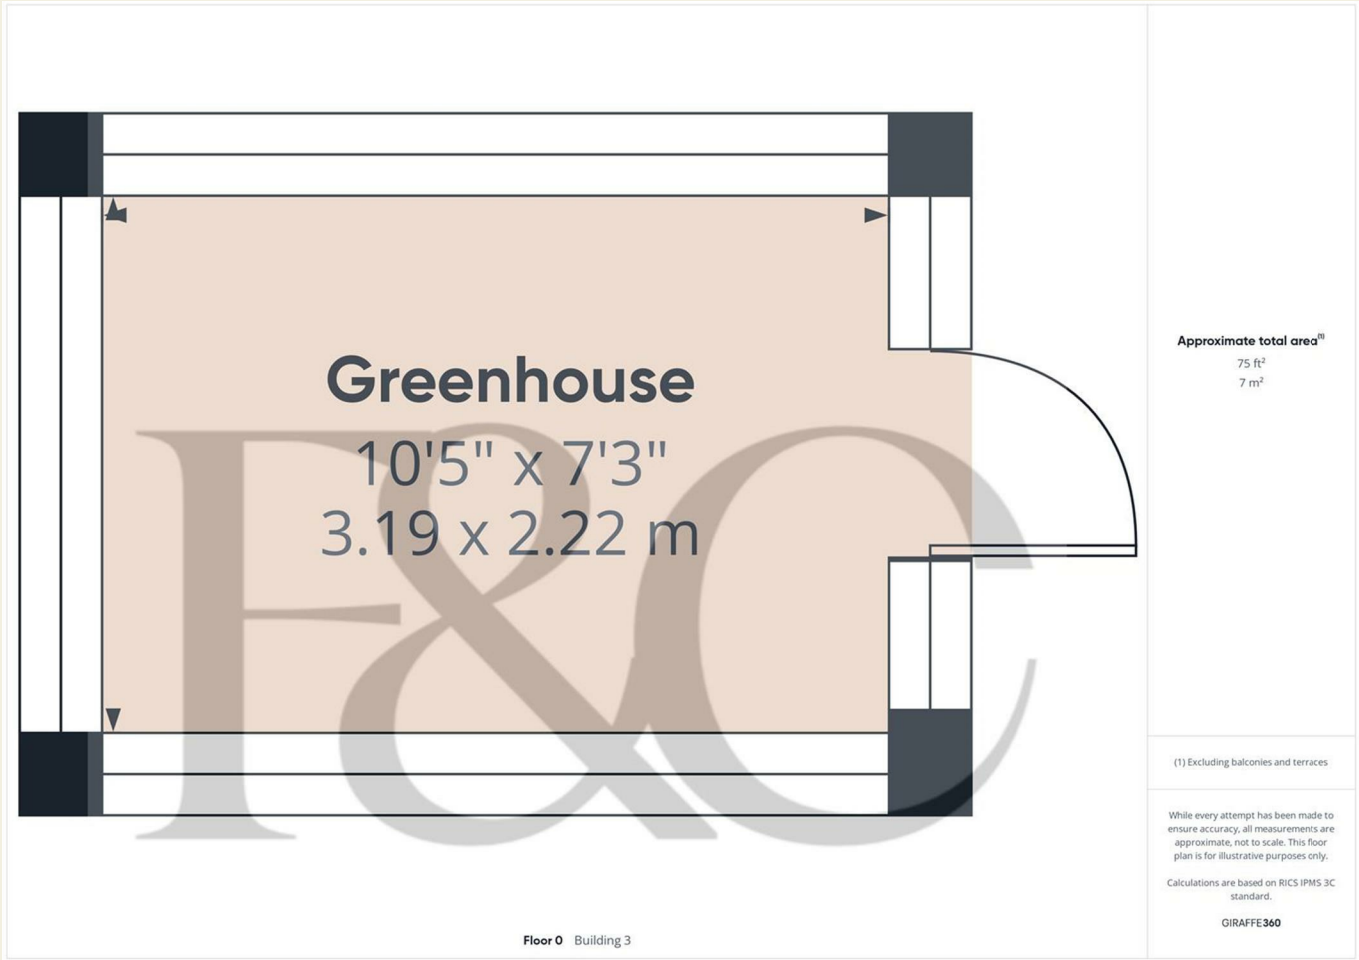 Greenhouse
10'5" x 7'3"
3.19 x 2.22 m
F&C
Approximate total area⁽¹⁾
75 ft²
7 m²
(1) Excluding balconies and terraces
While every attempt has been made to
ensure accuracy, all measurements are
approximate, not to scale. This floor
plan is for illustrative purposes only.
Calculations are based on RICS IPMS 3C
standard.
GIRAFFE360
Floor 0 Building 3